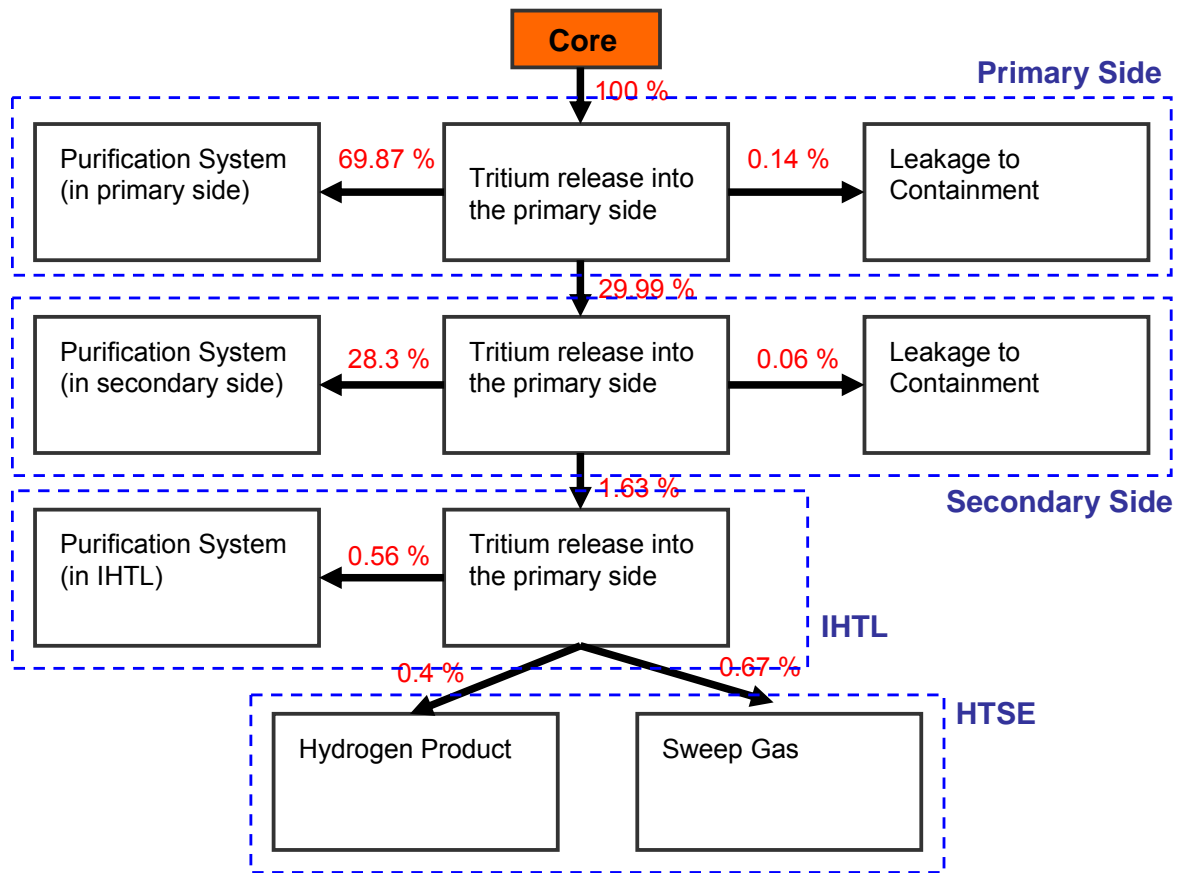 Core
Primary Side
100 %
Purification System
(in primary side)
69.87 %
Tritium release into
the primary side
0.14 %
Leakage to
Containment
29.99 %
Purification System
(in secondary side)
28.3 %
Tritium release into
the primary side
0.06 %
Leakage to
Containment
1.63 %
Secondary Side
Purification System
(in IHTL)
0.56 %
Tritium release into
the primary side
IHTL
0.4 %
0.67 %
HTSE
Hydrogen Product
Sweep Gas